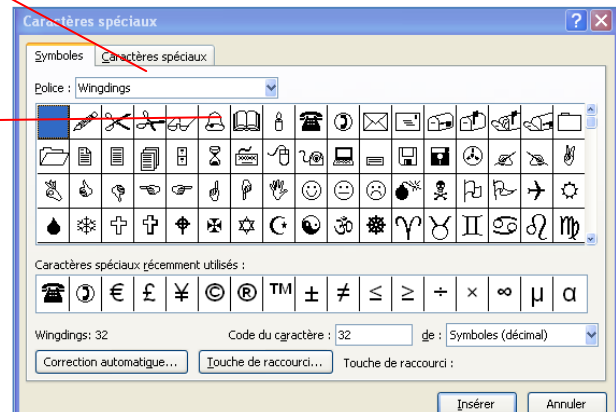 Caractères spéciaux
Symboles Caractères spéciaux
Police : Wingdings
Caractères spéciaux récemment utilisés :
☎ ✆ € £ ¥ © ® ™ ± ≠ ≤ ≥ ÷ × ∞ µ α
Wingdings: 32 Code du caractère : 32 de : Symboles (décimal)
Correction automatique... Touche de raccourci... Touche de raccourci :
Insérer Annuler